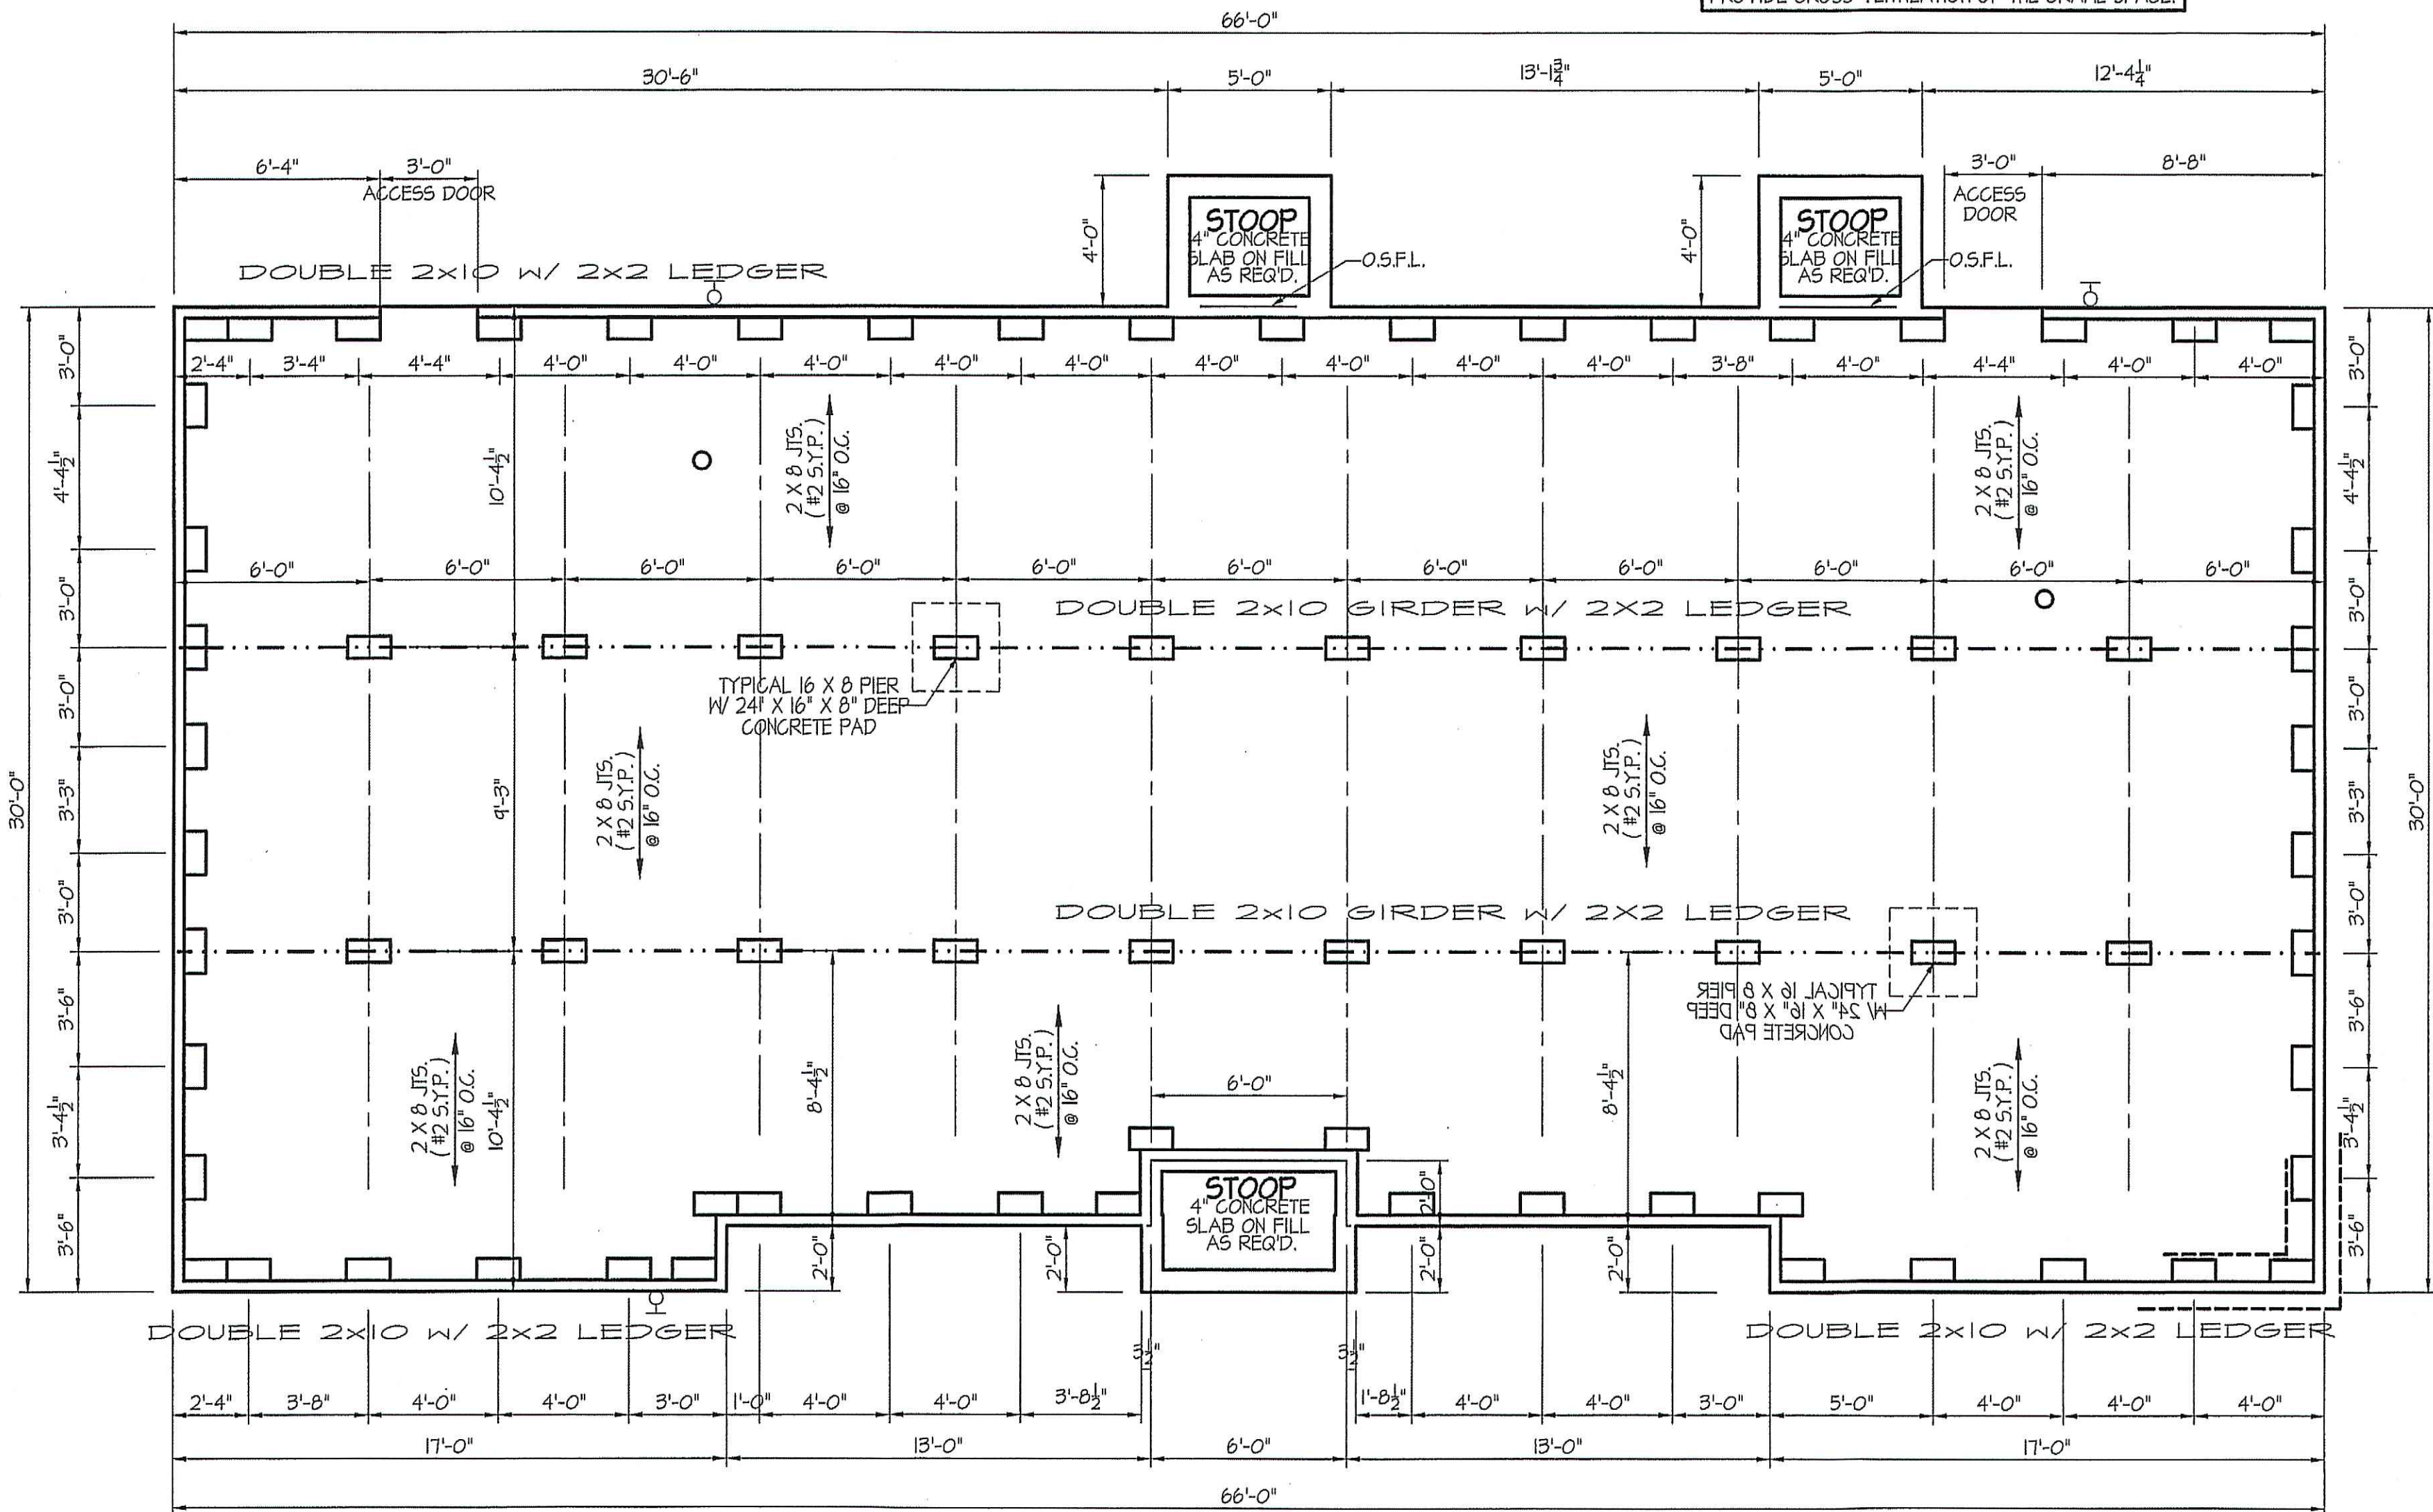 PROVIDE CROSS VENTILATION OF THE CRAWL SPACE.
66'-0"
30'-6"
5'-0"
13'-1¾"
5'-0"
12'-4¼"
6'-4"
3'-0"
ACCESS DOOR
3'-0"
8'-8"
ACCESS
DOOR
4'-0"
STOOP
4" CONCRETE
SLAB ON FILL
AS REQ'D.
O.S.F.L.
4'-0"
STOOP
4" CONCRETE
SLAB ON FILL
AS REQ'D.
O.S.F.L.
DOUBLE 2x10 W/ 2x2 LEDGER
2'-4"
3'-4"
4'-4"
4'-0"
4'-0"
4'-0"
4'-0"
4'-0"
4'-0"
4'-0"
4'-0"
4'-0"
3'-8"
4'-0"
4'-4"
4'-0"
4'-0"
30'-0"
3'-0"
4'-4½"
3'-0"
3'-0"
3'-3"
3'-0"
3'-6"
3'-4½"
3'-6"
10'-4½"
9'-3"
10'-4½"
2 X 8 JTS.
( #2 S.Y.P. )
@ 16" O.C.
2 X 8 JTS.
( #2 S.Y.P. )
@ 16" O.C.
6'-0"
6'-0"
6'-0"
6'-0"
6'-0"
6'-0"
6'-0"
6'-0"
6'-0"
6'-0"
6'-0"
DOUBLE 2x10 GIRDER W/ 2X2 LEDGER
TYPICAL 16 X 8 PIER
W/ 24" X 16" X 8" DEEP
CONCRETE PAD
2 X 8 JTS.
( #2 S.Y.P. )
@ 16" O.C.
2 X 8 JTS.
( #2 S.Y.P. )
@ 16" O.C.
DOUBLE 2x10 GIRDER W/ 2X2 LEDGER
TYPICAL 16 X 8 PIER
W/ 24" X 16" X 8" DEEP
CONCRETE PAD
2 X 8 JTS.
( #2 S.Y.P. )
@ 16" O.C.
8'-4½"
2 X 8 JTS.
( #2 S.Y.P. )
@ 16" O.C.
6'-0"
8'-4½"
2 X 8 JTS.
( #2 S.Y.P. )
@ 16" O.C.
3'-0"
4'-4½"
3'-0"
3'-0"
3'-3"
3'-0"
3'-6"
3'-4½"
3'-6"
30'-0"
STOOP
4" CONCRETE
SLAB ON FILL
AS REQ'D.
2'-0"
2'-0"
2'-0"
2'-0"
2'-0"
DOUBLE 2x10 W/ 2x2 LEDGER
DOUBLE 2x10 W/ 2x2 LEDGER
3½"
3½"
2'-4"
3'-8"
4'-0"
4'-0"
3'-0"
1'-0"
4'-0"
4'-0"
3'-8½"
1'-8½"
4'-0"
4'-0"
3'-0"
5'-0"
4'-0"
4'-0"
4'-0"
17'-0"
13'-0"
6'-0"
13'-0"
17'-0"
66'-0"